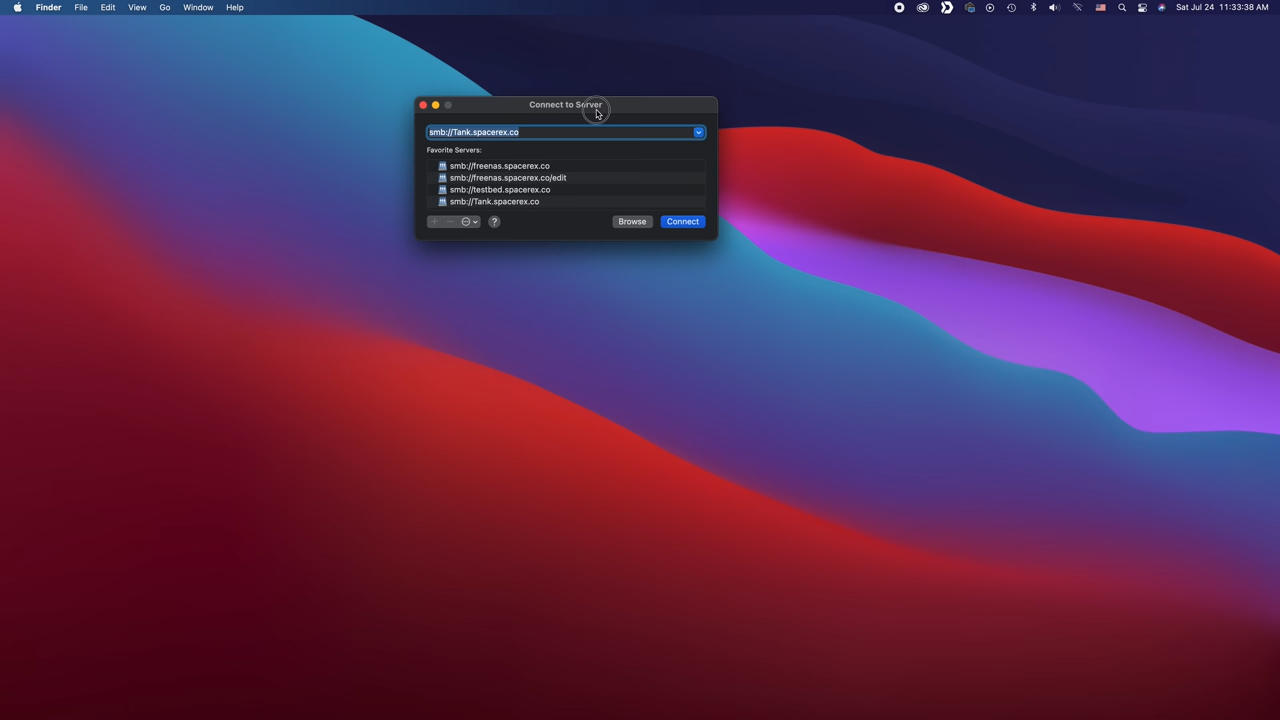 Finder File Edit View Go Window Help Sat Jul 24 11:33:38 AM
Connect to Server
smb://Tank.spacerex.co
Favorite Servers:
smb://freenas.spacerex.co
smb://freenas.spacerex.co/edit
smb://testbed.spacerex.co
smb://Tank.spacerex.co
+ − ? Browse Connect